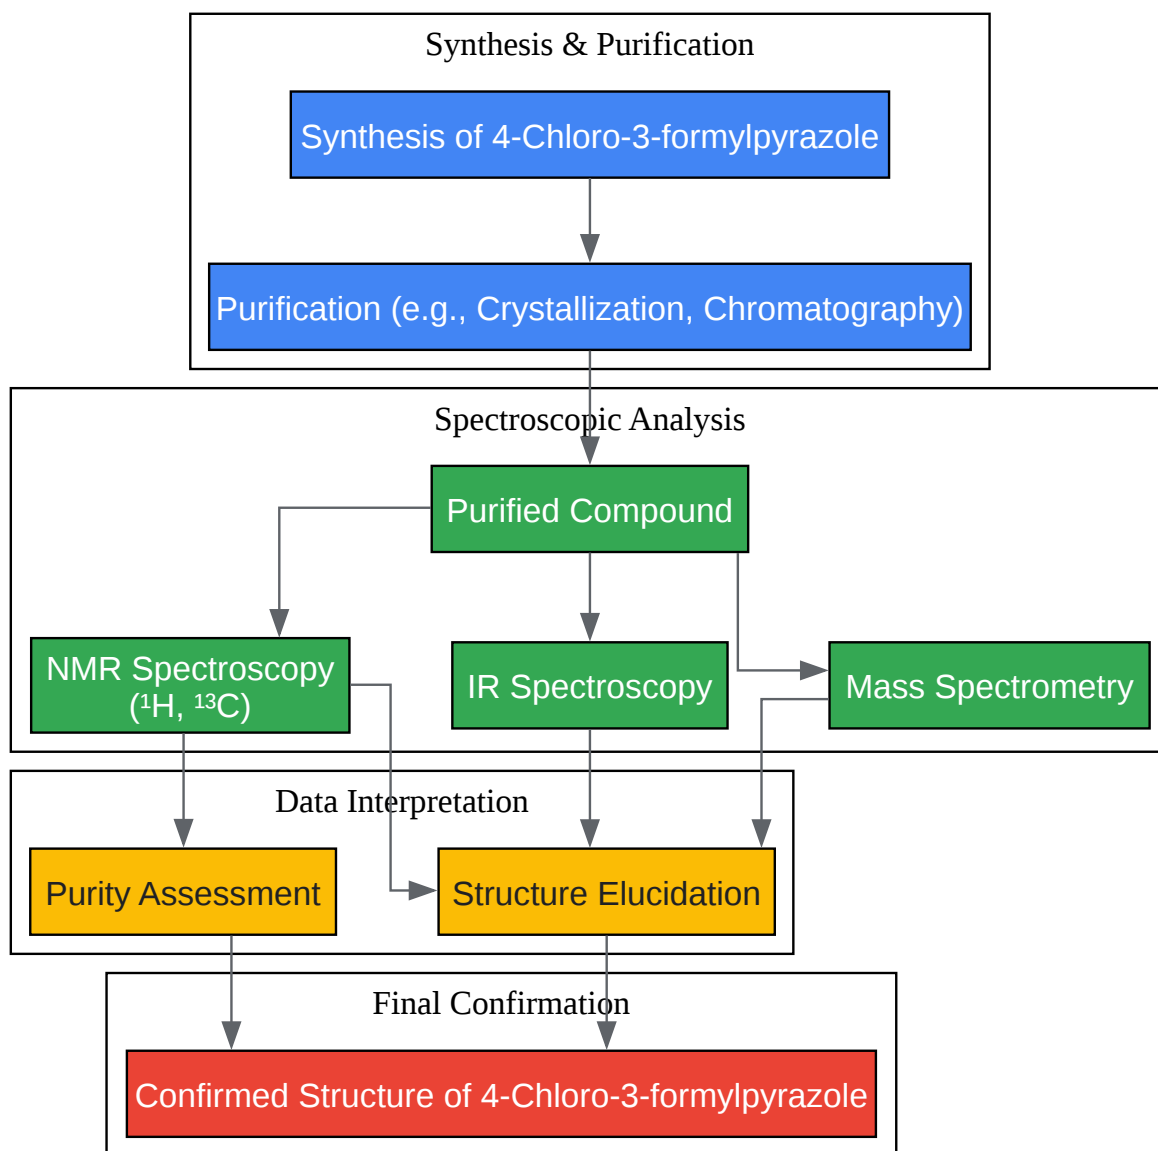 Synthesis & Purification
Synthesis of 4-Chloro-3-formylpyrazole
Purification (e.g., Crystallization, Chromatography)
Spectroscopic Analysis
Purified Compound
NMR Spectroscopy
(¹H, ¹³C)
IR Spectroscopy
Mass Spectrometry
Data Interpretation
Purity Assessment
Structure Elucidation
Final Confirmation
Confirmed Structure of 4-Chloro-3-formylpyrazole